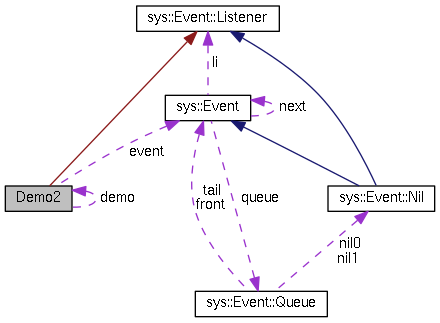 sys::Event::Listener
li
sys::Event
next
event
Demo2
demo
tail
front
queue
sys::Event::Nil
nil0
nil1
sys::Event::Queue